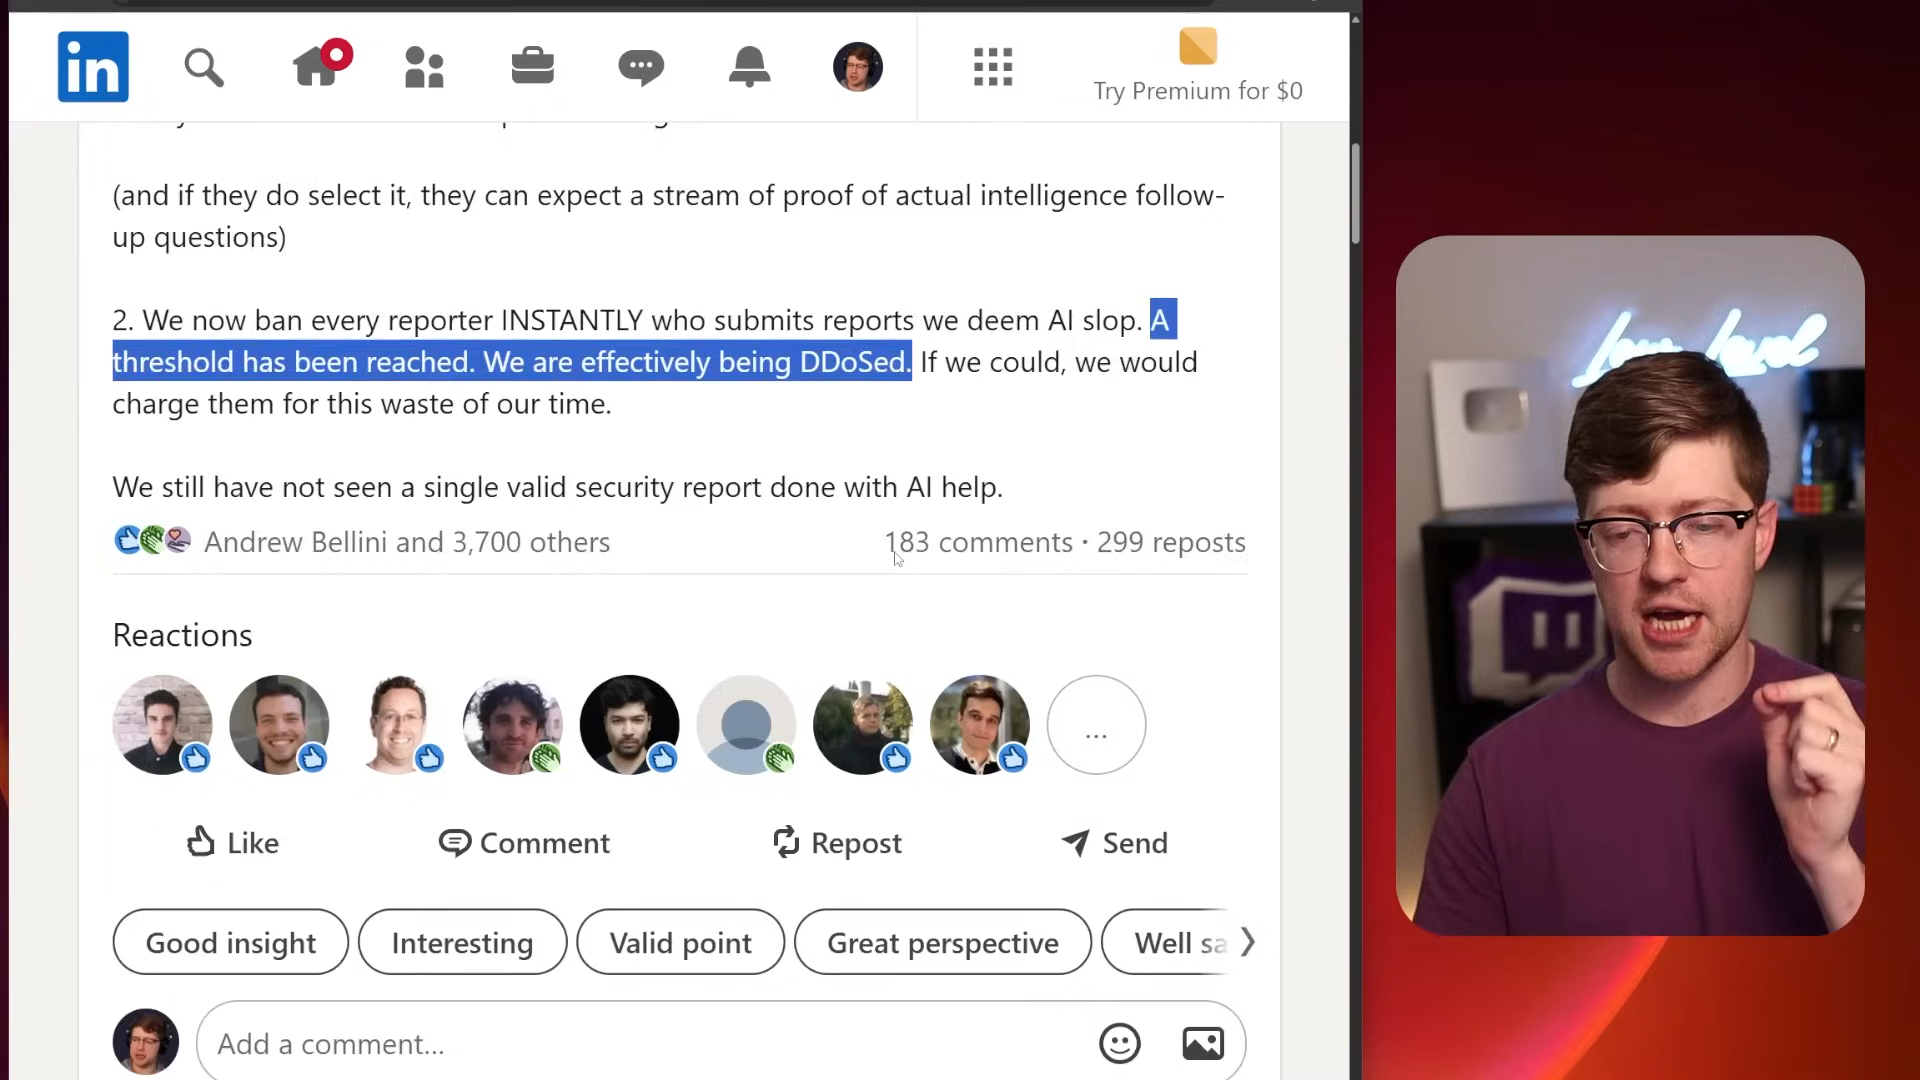 in
Try Premium for $0
(and if they do select it, they can expect a stream of proof of actual intelligence follow-
up questions)
2. We now ban every reporter INSTANTLY who submits reports we deem AI slop. A
threshold has been reached. We are effectively being DDoSed. If we could, we would
charge them for this waste of our time.
We still have not seen a single valid security report done with AI help.
Andrew Bellini and 3,700 others
183 comments · 299 reposts
Reactions
...
Like
Comment
Repost
Send
Good insight
Interesting
Valid point
Great perspective
Well sa
Add a comment...
Low Level